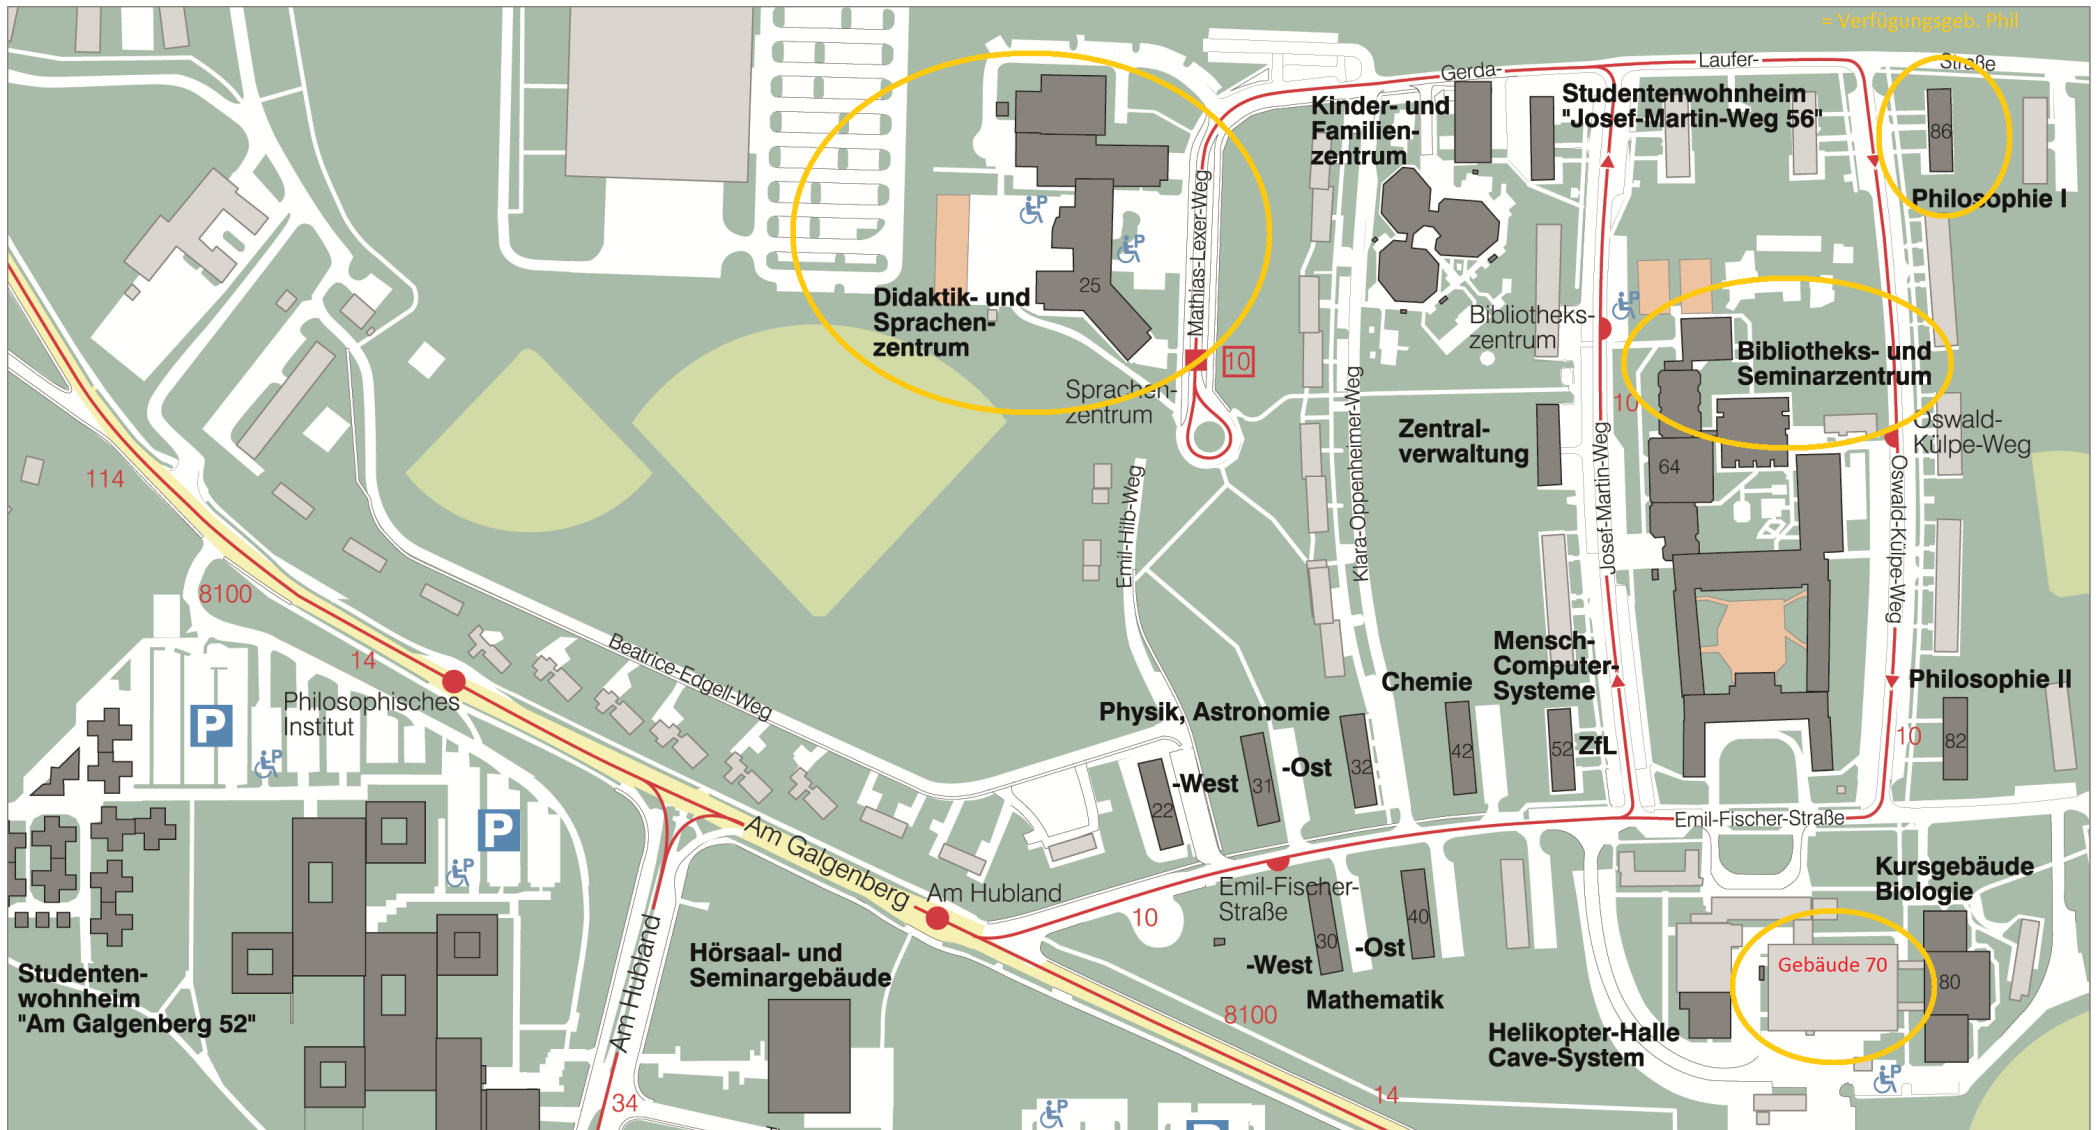 = Verfügungsgeb. Phil
Gerda-
Laufer-
Straße
Kinder- und
Familien-
zentrum
Studentenwohnheim
"Josef-Martin-Weg 56"
86
Philosophie I
P
P
25
Mathias-Lexer-Weg
Didaktik- und
Sprachen-
zentrum
10
Sprachen-
zentrum
Bibliotheks-
zentrum
P
Bibliotheks- und
Seminarzentrum
10
Klara-Oppenheimer-Weg
Zentral-
verwaltung
Josef-Martin-Weg
64
Oswald-
Külpe-Weg
Oswald-Külpe-Weg
114
Emil-Hilb-Weg
8100
14
Philosophisches
Institut
P
P
Beatrice-Edgell-Weg
Mensch-
Computer-
Systeme
Chemie
Philosophie II
Physik, Astronomie
-West
-Ost
22
31
32
42
52
ZfL
10
82
P
P
Am Galgenberg
Emil-Fischer-Straße
Am Hubland
Emil-Fischer-
Straße
10
Kursgebäude
Biologie
Am Hubland
Hörsaal- und
Seminargebäude
30
-West
-Ost
40
Mathematik
Gebäude 70
80
Studenten-
wohnheim
"Am Galgenberg 52"
8100
Helikopter-Halle
Cave-System
14
34
P
P
P